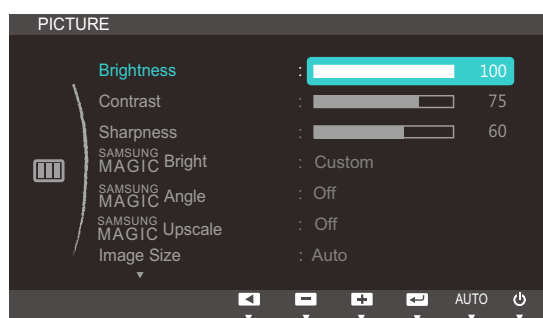 PICTURE
Brightness : 100
Contrast : 75
Sharpness : 60
SAMSUNG MAGIC Bright : Custom
SAMSUNG MAGIC Angle : Off
SAMSUNG MAGIC Upscale : Off
Image Size : Auto
AUTO